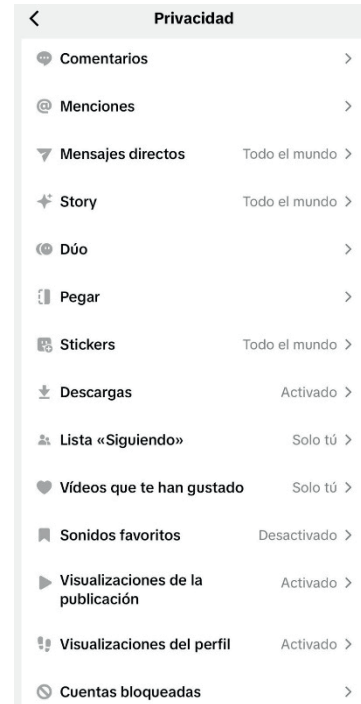 Privacidad
Comentarios
Menciones
Mensajes directos Todo el mundo
Story Todo el mundo
Dúo
Pegar
Stickers Todo el mundo
Descargas Activado
Lista «Siguiendo» Solo tú
Vídeos que te han gustado Solo tú
Sonidos favoritos Desactivado
Visualizaciones de la
publicación Activado
Visualizaciones del perfil Activado
Cuentas bloqueadas